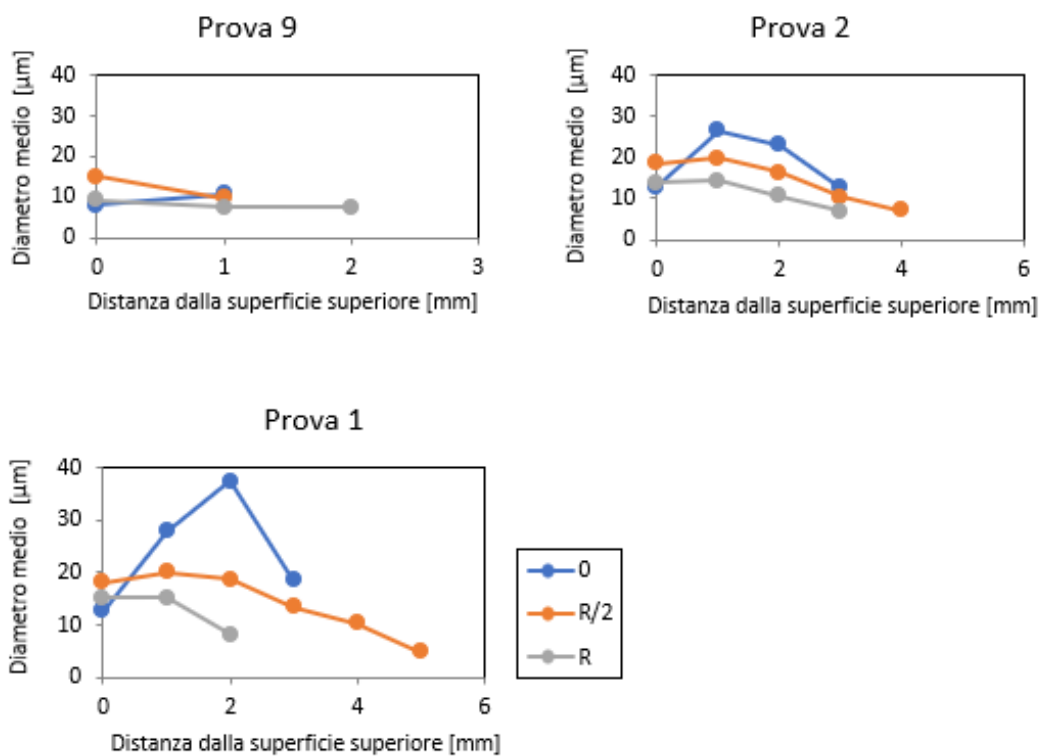 Prova 9
Diametro medio [µm]
40
30
20
10
0
0 1 2 3
Distanza dalla superficie superiore [mm]
Prova 2
Diametro medio [µm]
40
30
20
10
0
0 2 4 6
Distanza dalla superficie superiore [mm]
Prova 1
Diametro medio [µm]
40
30
20
10
0
0 2 4 6
Distanza dalla superficie superiore [mm]
0
R/2
R